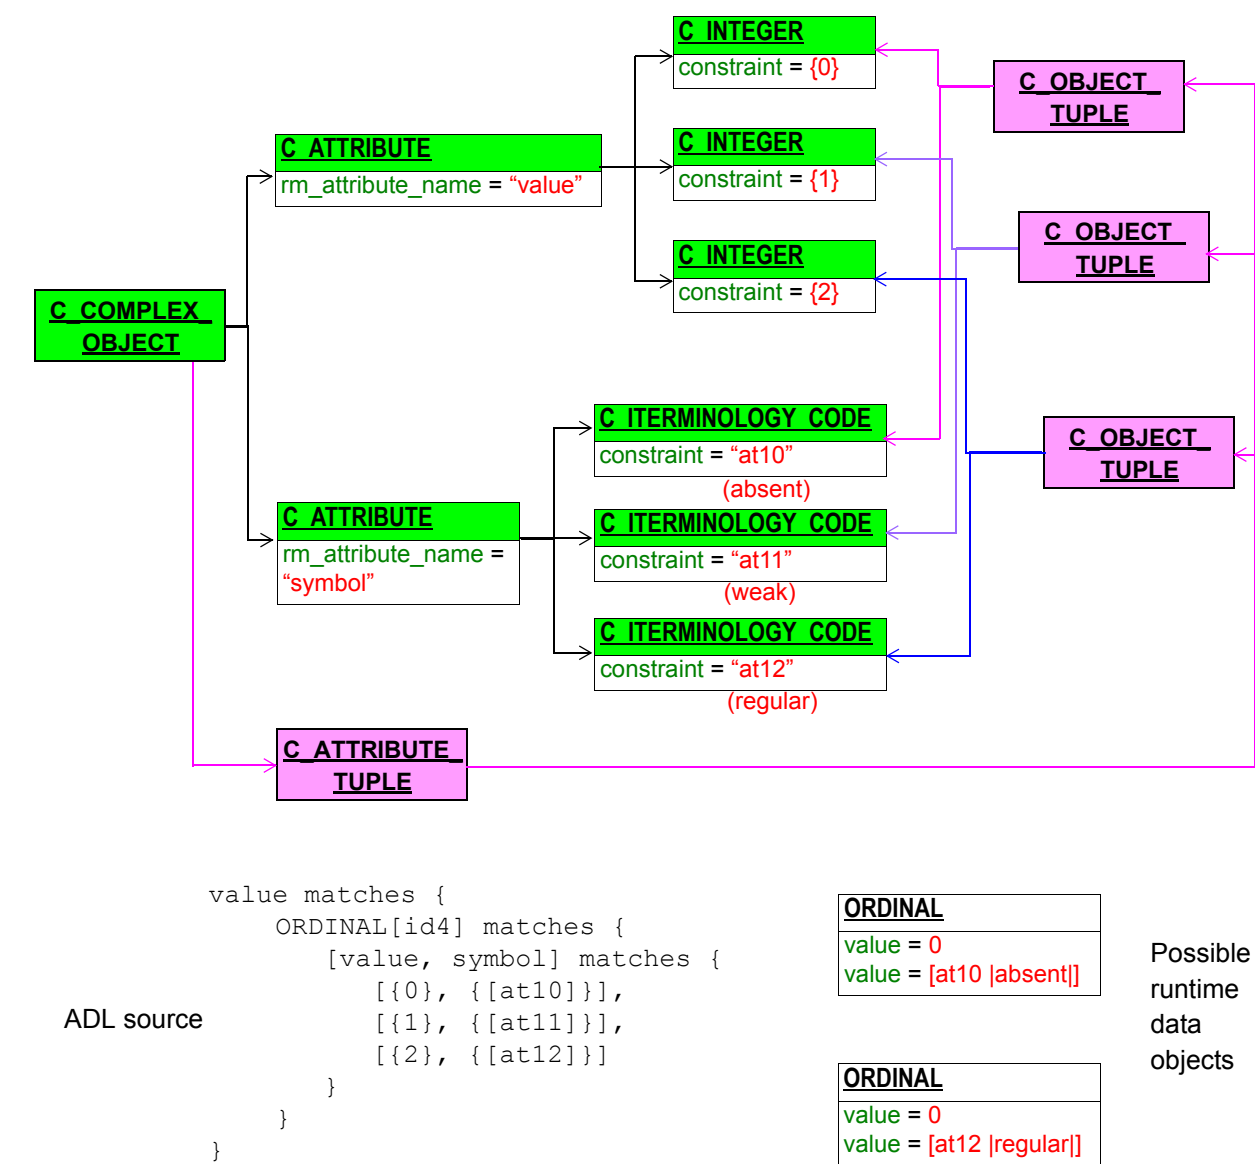 C_INTEGER
constraint = {0}
C_OBJECT_
TUPLE
C_ATTRIBUTE
rm_attribute_name = “value”
C_INTEGER
constraint = {1}
C_OBJECT_
TUPLE
C_INTEGER
constraint = {2}
C_COMPLEX_
OBJECT
C_ITERMINOLOGY_CODE
constraint = “at10”
(absent)
C_OBJECT_
TUPLE
C_ATTRIBUTE
rm_attribute_name =
“symbol”
C_ITERMINOLOGY_CODE
constraint = “at11”
(weak)
C_ITERMINOLOGY_CODE
constraint = “at12”
(regular)
C_ATTRIBUTE_
TUPLE
ADL source
value matches {
ORDINAL[id4] matches {
[value, symbol] matches {
[{0}, {[at10]}],
[{1}, {[at11]}],
[{2}, {[at12]}]
}
}
}
ORDINAL
value = 0
value = [at10 |absent|]
ORDINAL
value = 0
value = [at12 |regular|]
Possible
runtime
data
objects